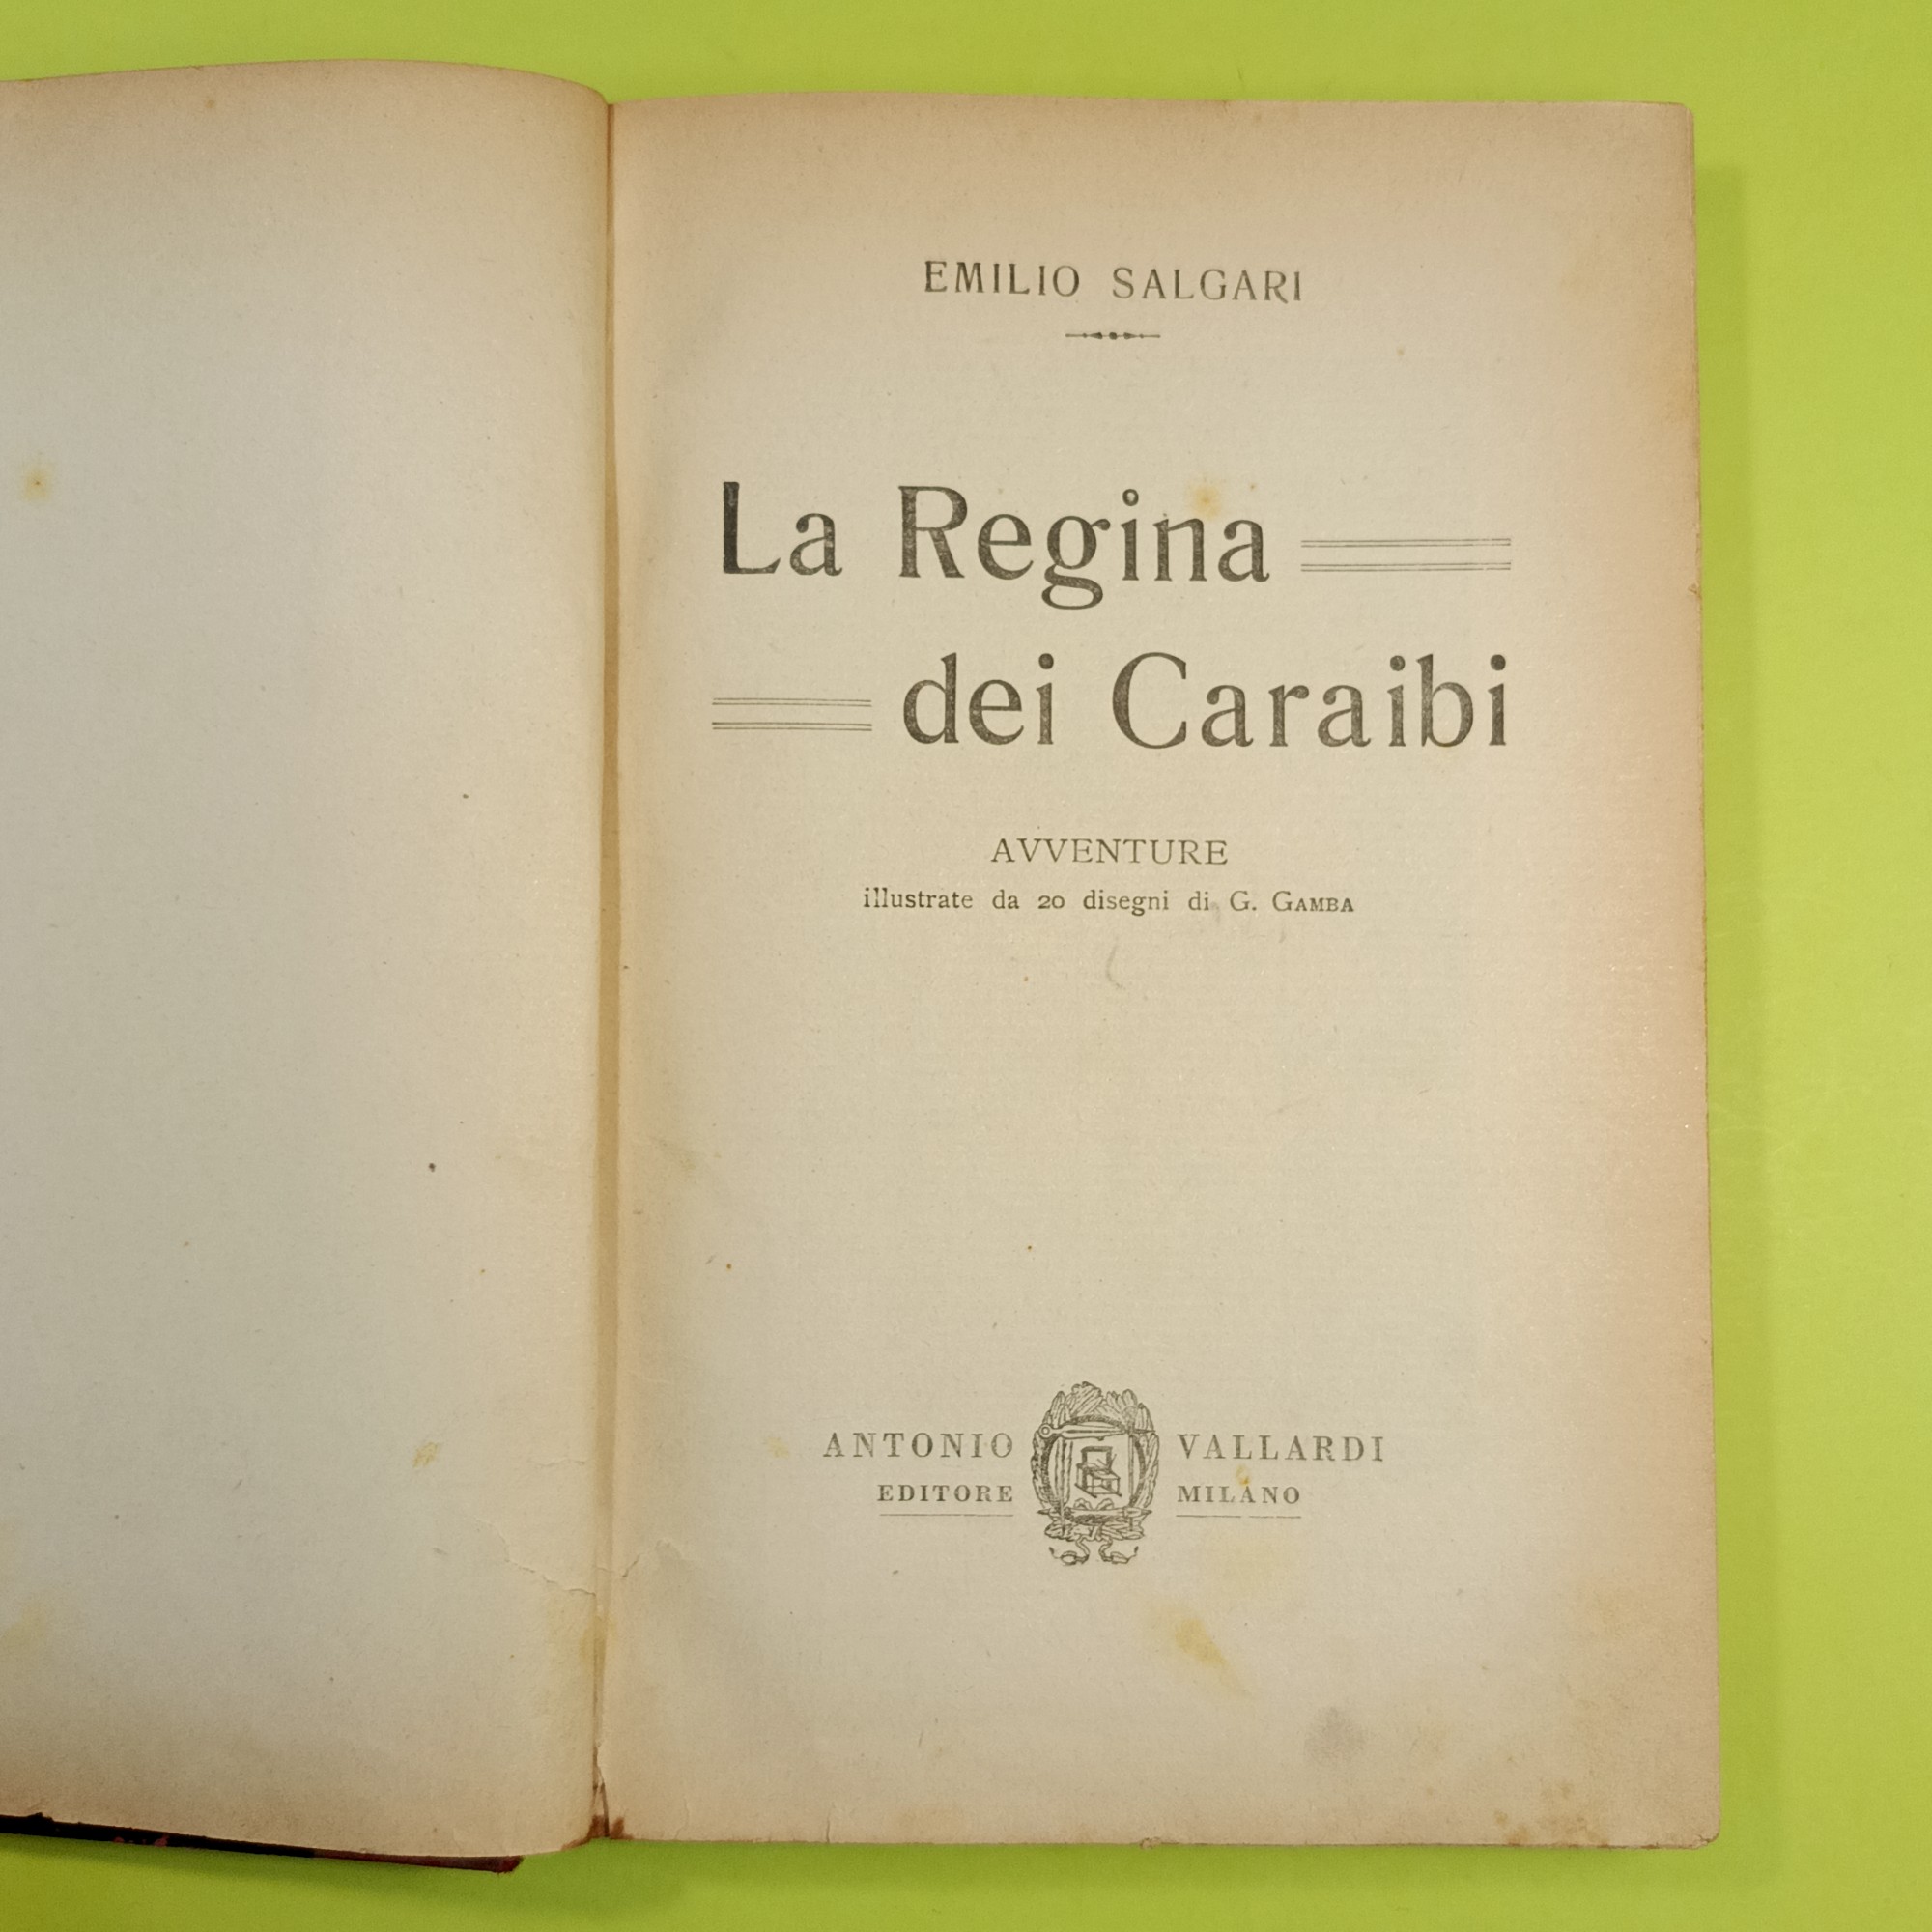 EMILIO SALGARI
La Regina
dei Caraibi
AVVENTURE
illustrate da 20 disegni di G. GAMBA
ANTONIO VALLARDI
EDITORE MILANO